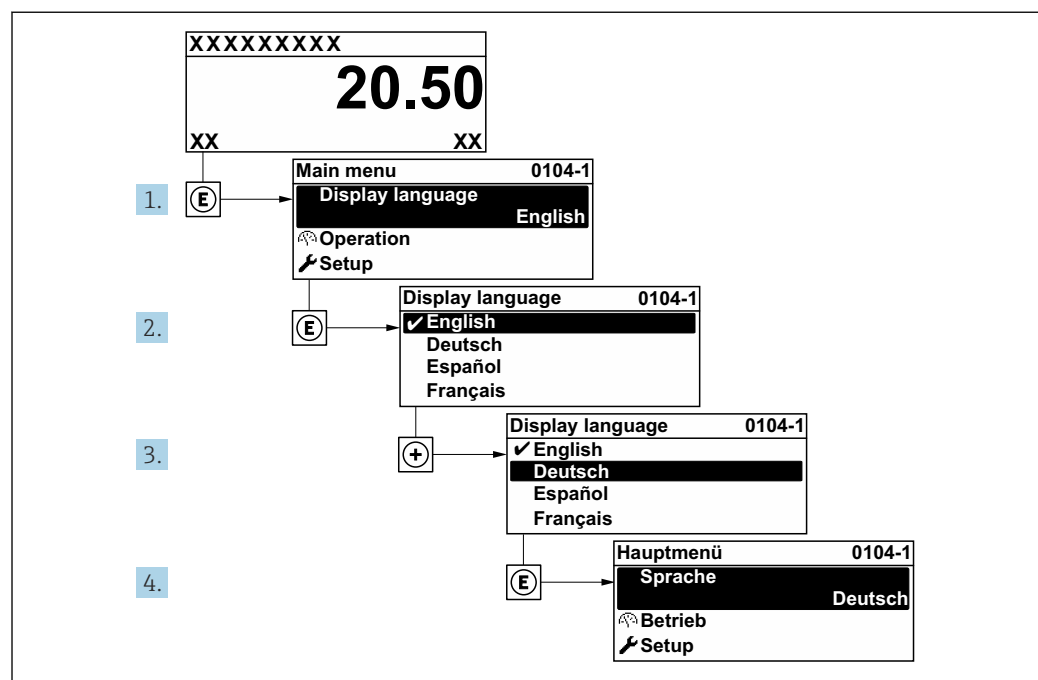 XXXXXXXXX
20.50
XX XX
1. E
Main menu 0104-1
Display language
English
Operation
Setup
2. E
Display language 0104-1
✔ English
Deutsch
Español
Français
3. +
Display language 0104-1
✔ English
Deutsch
Español
Français
4. E
Hauptmenü 0104-1
Sprache
Deutsch
Betrieb
Setup